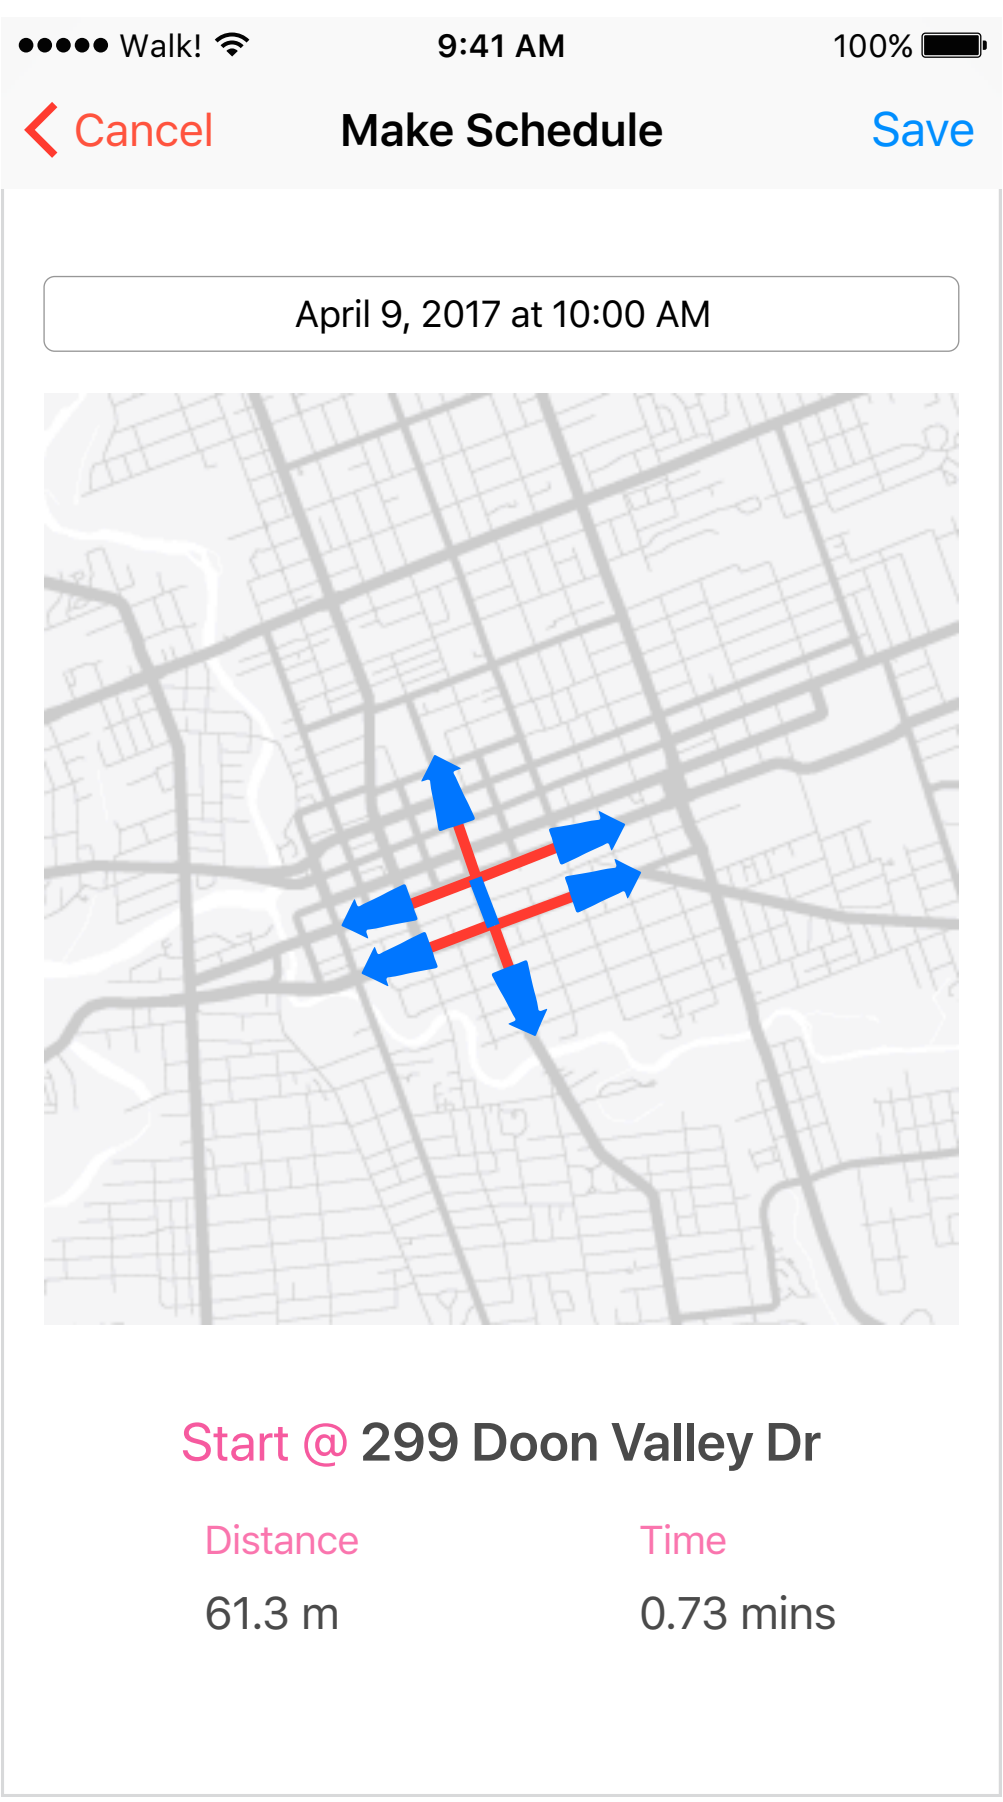 ●●●●● Walk! 9:41 AM 100%
Cancel Make Schedule Save
April 9, 2017 at 10:00 AM
Start @ 299 Doon Valley Dr
Distance Time
61.3 m 0.73 mins